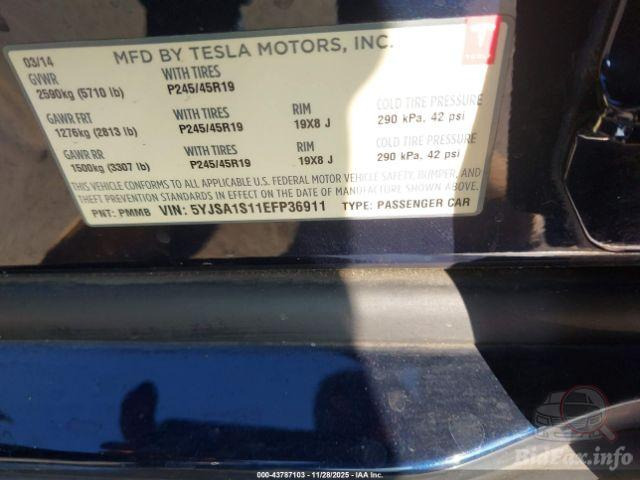 MFD BY TESLA MOTORS, INC.
TESLA
03/14
GVWR WITH TIRES
2590kg (5710 lb) P245/45R19
GAWR FRT WITH TIRES RIM COLD TIRE PRESSURE
1276kg (2813 lb) P245/45R19 19X8 J 290 kPa, 42 psi
GAWR RR WITH TIRES RIM COLD TIRE PRESSURE
1500kg (3307 lb) P245/45R19 19X8 J 290 kPa, 42 psi
THIS VEHICLE CONFORMS TO ALL APPLICABLE U.S. FEDERAL MOTOR VEHICLE SAFETY, BUMPER, AND
THEFT PREVENTION STANDARDS IN EFFECT ON THE DATE OF MANUFACTURE SHOWN ABOVE.
PNT: PMMB VIN: 5YJSA1S11EFP36911 TYPE: PASSENGER CAR
BidFax.info
000-43787103 - 11/28/2025 - IAA Inc.